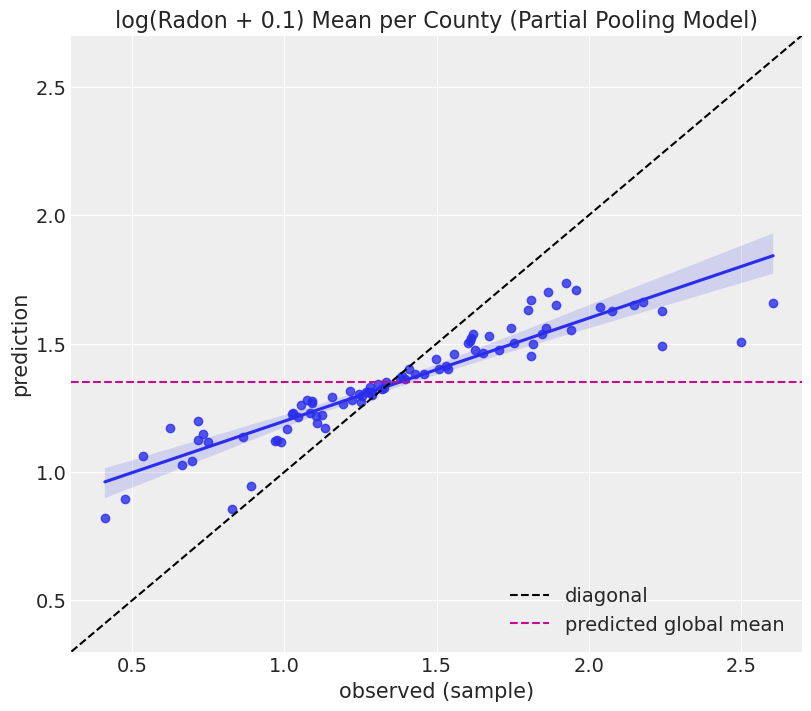 log(Radon + 0.1) Mean per County (Partial Pooling Model)
prediction
2.5
2.0
1.5
1.0
0.5
diagonal
predicted global mean
0.5 1.0 1.5 2.0 2.5
observed (sample)